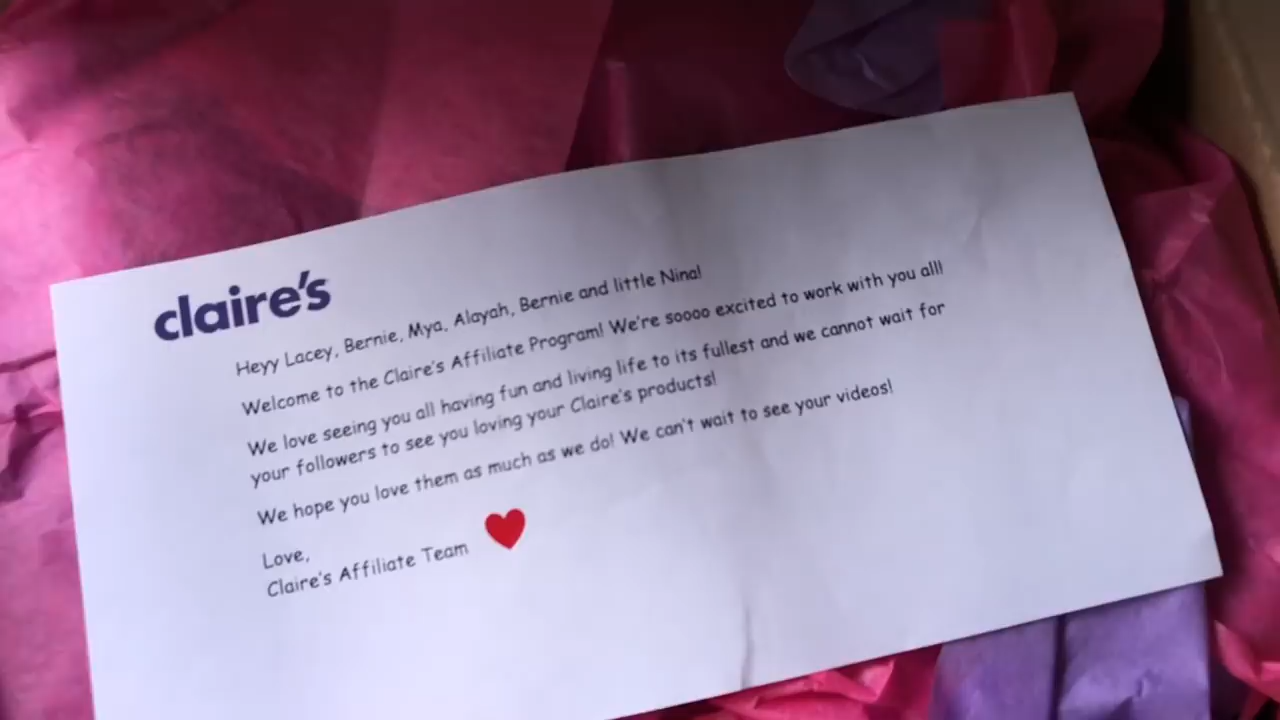 claire's
Heyy Lacey, Bernie, Mya, Alayah, Bernie and little Nina!
Welcome to the Claire's Affiliate Program! We're soooo excited to work with you all!
We love seeing you all having fun and living life to its fullest and we cannot wait for
your followers to see you loving your Claire's products!
We hope you love them as much as we do! We can't wait to see your videos!
Love,
Claire's Affiliate Team